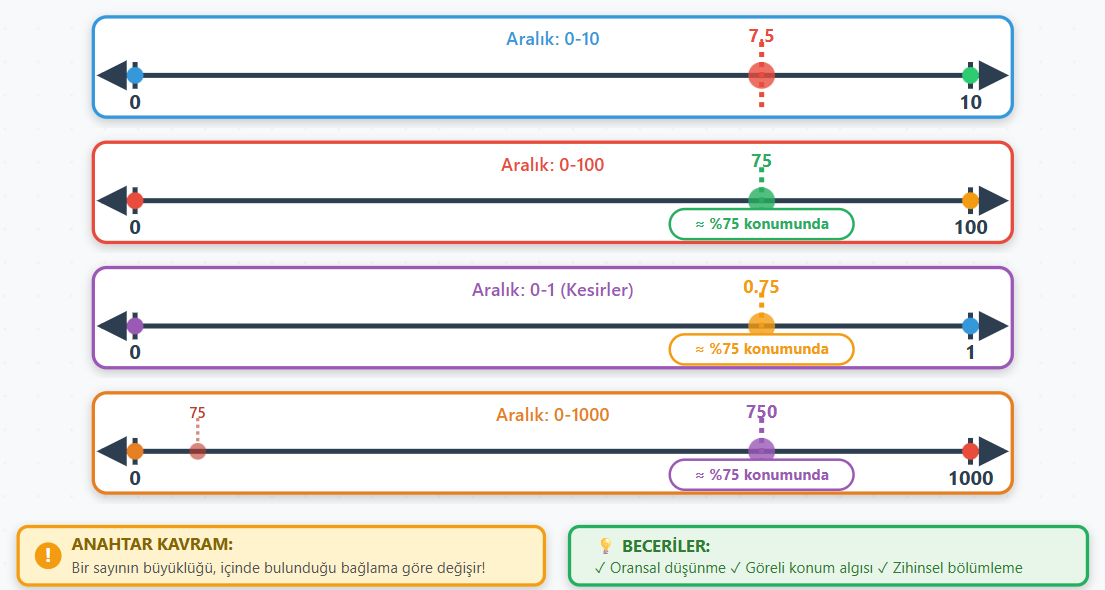 Aralık: 0-10
7.5
0
10
Aralık: 0-100
75
0
100
≈ %75 konumunda
Aralık: 0-1 (Kesirler)
0.75
0
1
≈ %75 konumunda
75
Aralık: 0-1000
750
0
1000
≈ %75 konumunda
! ANAHTAR KAVRAM:
Bir sayının büyüklüğü, içinde bulunduğu bağlama göre değişir!
💡 BECERİLER:
✓ Oransal düşünme ✓ Göreli konum algısı ✓ Zihinsel bölümleme